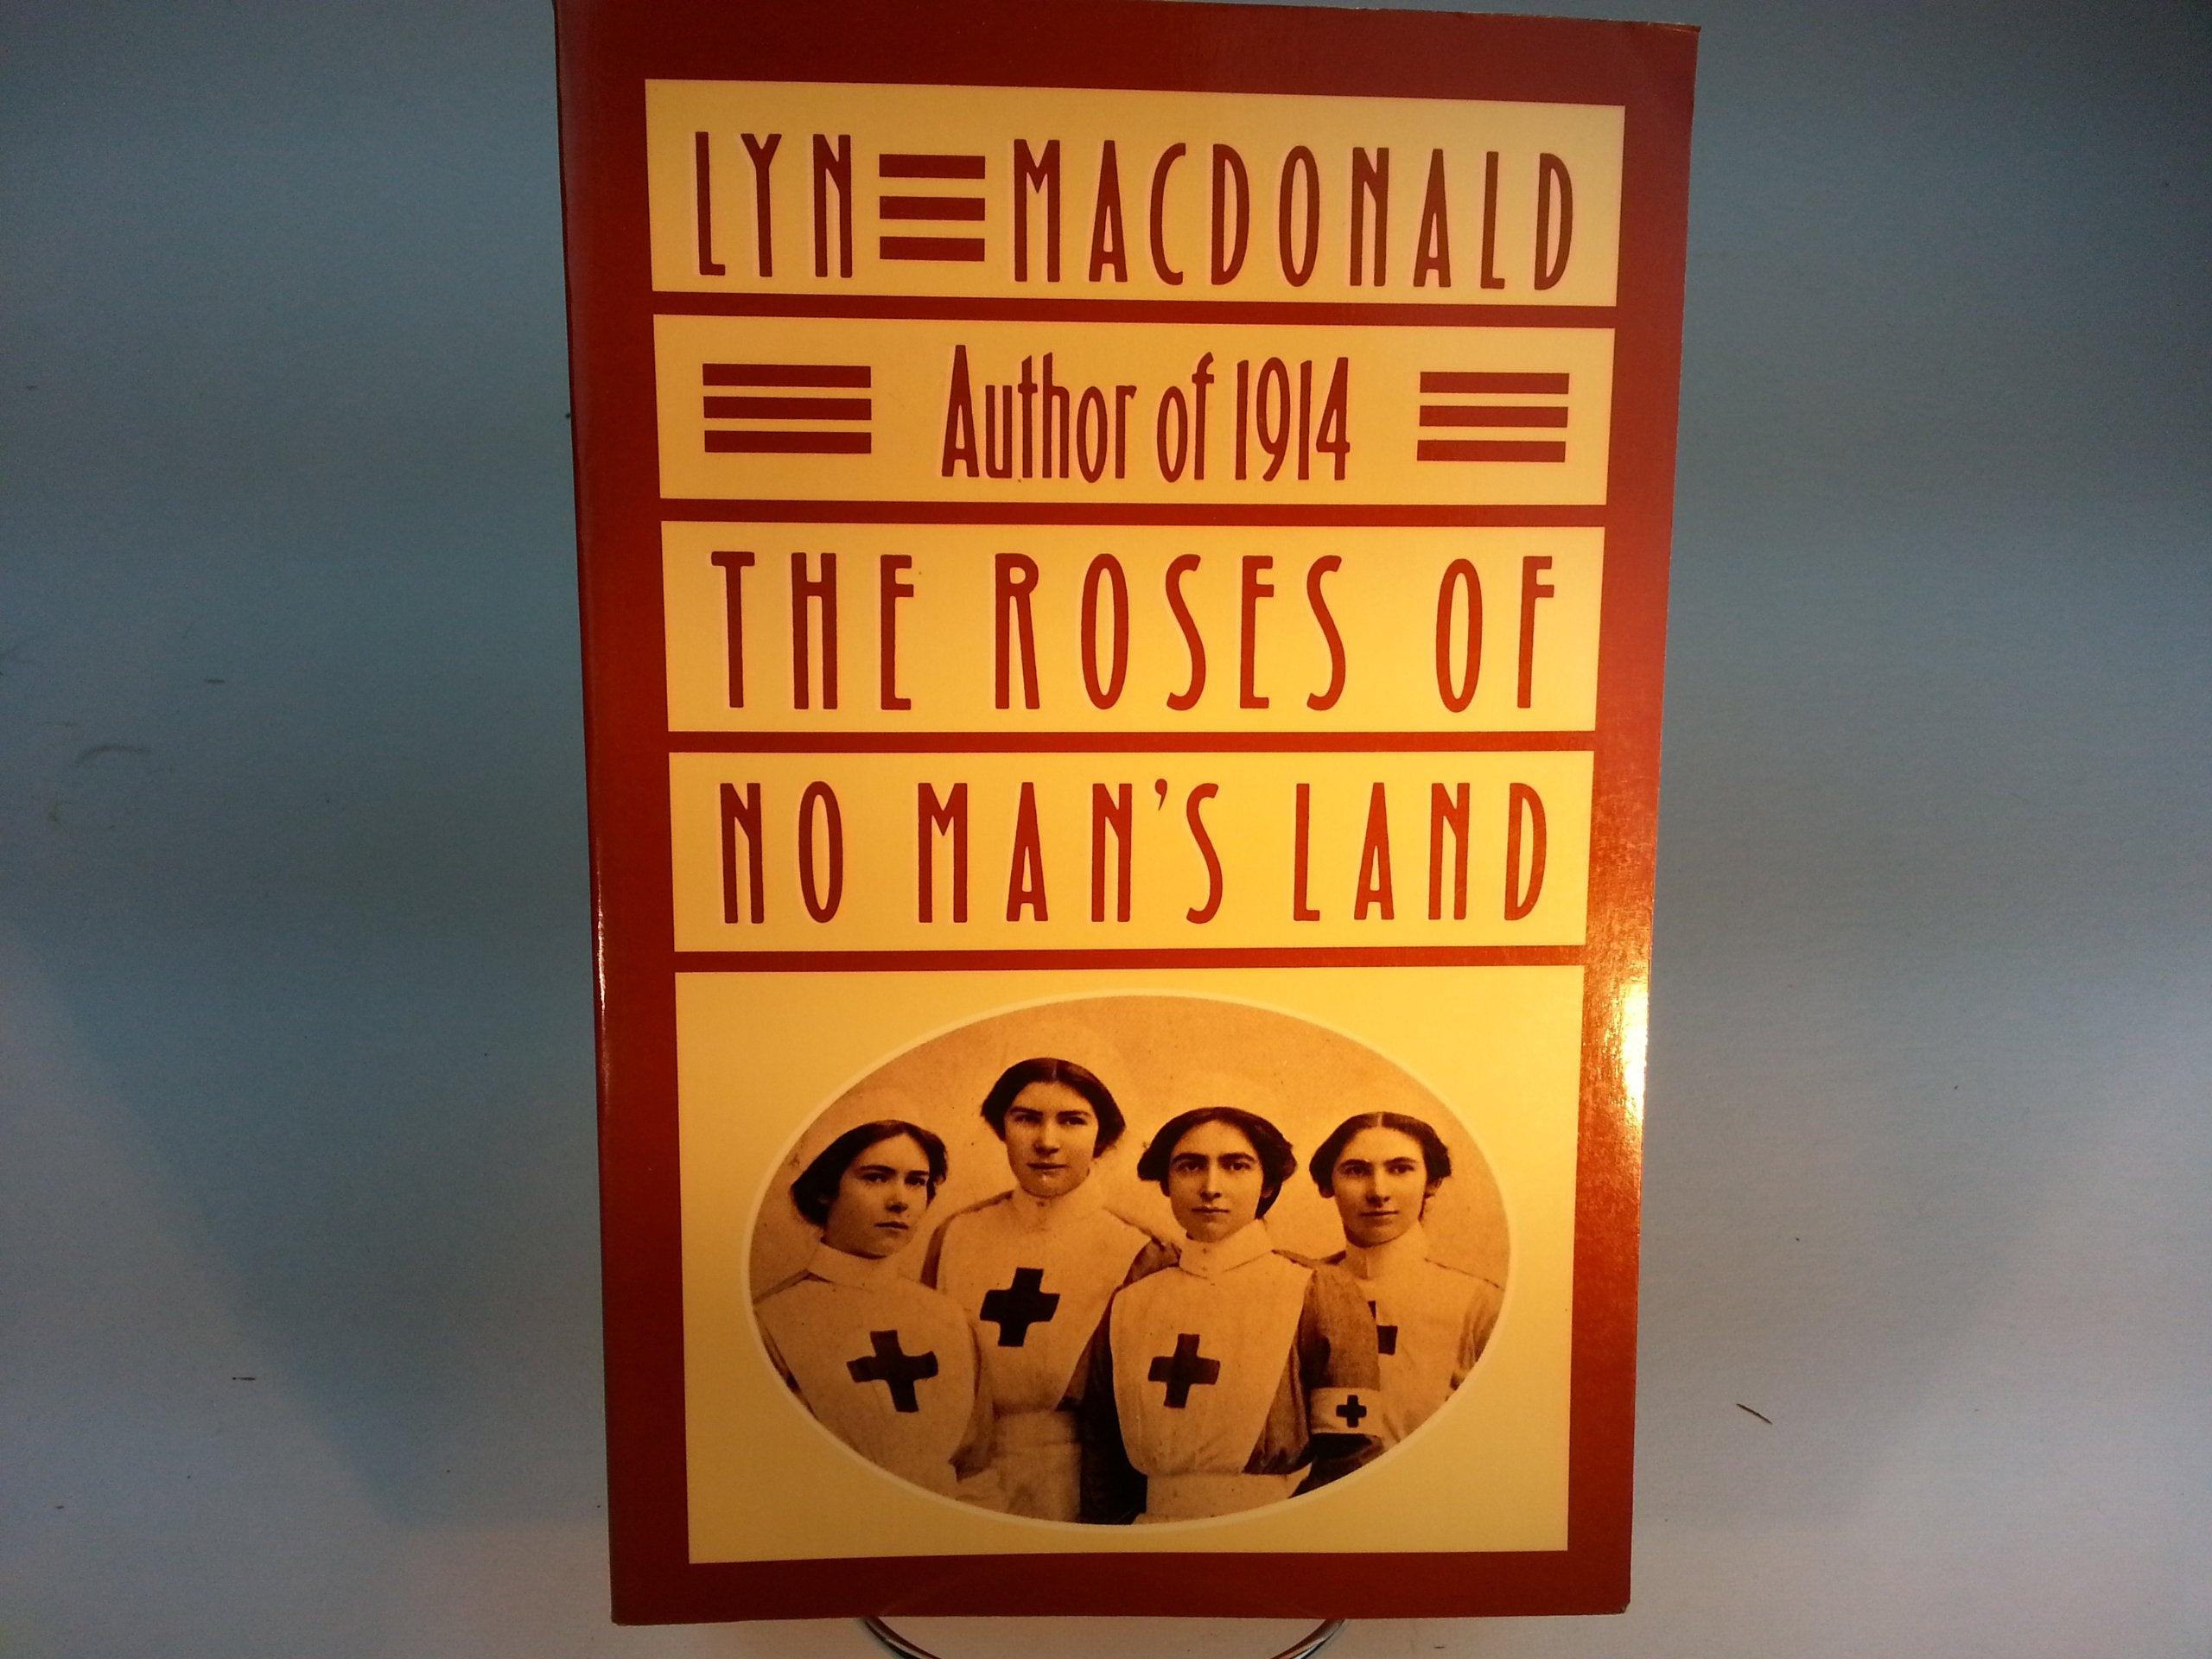 LYN MACDONALD
Author of 1914
THE ROSES OF
NO MAN'S LAND